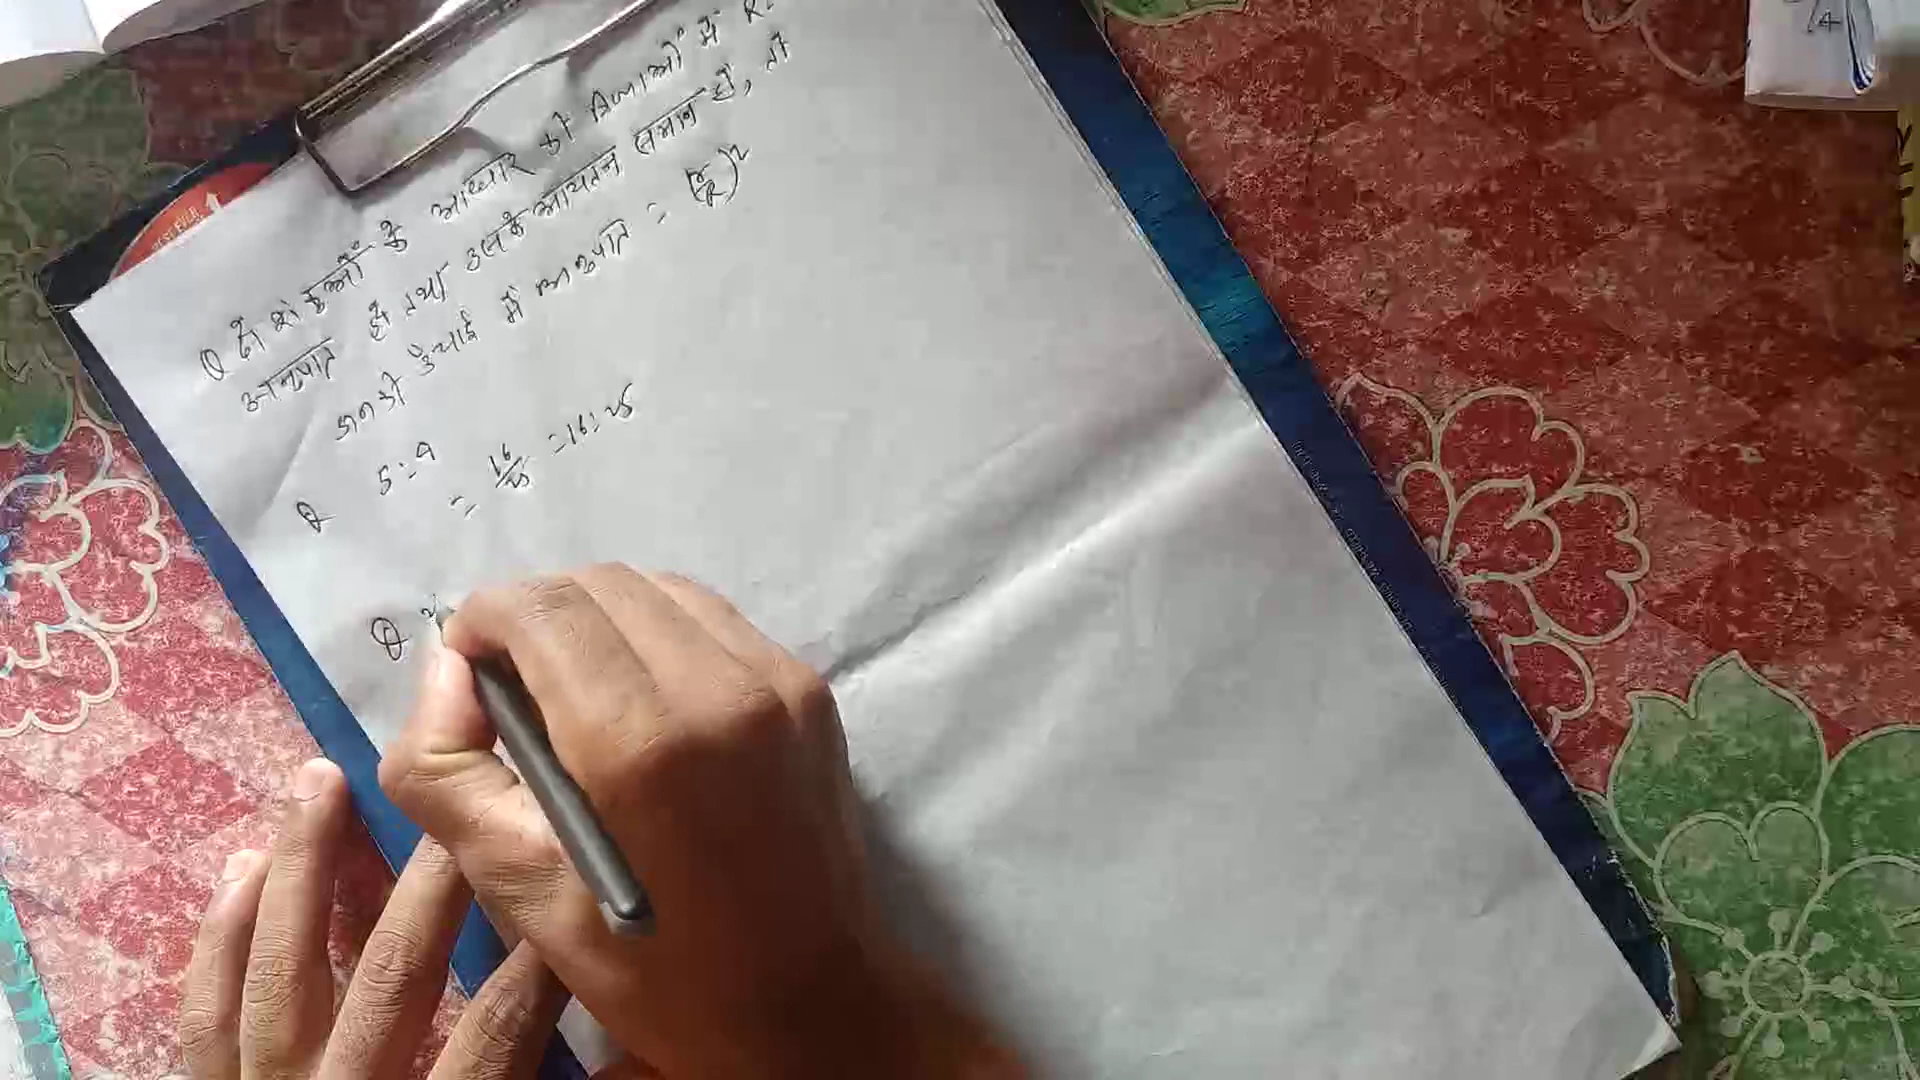 Q दो शंकुओं के आधार की त्रिज्याओं में R:
अनुपात है तथा उनके आयतन समान है, तो
उनकी ऊँचाई में अनुपात = (r/R)²
Q 5:4
= 16/25 = 16:25
Q